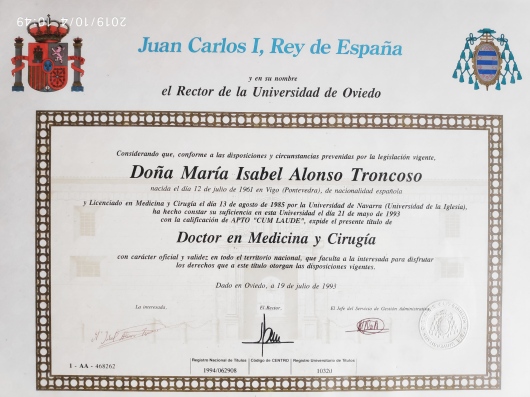 2019/10/4 10:49
Juan Carlos I, Rey de España
y en su nombre
el Rector de la Universidad de Oviedo
Considerando que, conforme a las disposiciones y circunstancias prevenidas por la legislación vigente,
Doña María Isabel Alonso Troncoso
nacida el día 12 de julio de 1961 en Vigo (Pontevedra), de nacionalidad española
y Licenciado en Medicina y Cirugía el día 13 de agosto de 1985 por la Universidad de Navarra (Universidad de la Iglesia),
ha hecho constar su suficiencia en esta Universidad el día 21 de mayo de 1993
con la calificación de APTO "CUM LAUDE", expide el presente título de
Doctor en Medicina y Cirugía
con carácter oficial y validez en todo el territorio nacional, que faculta a la interesada para disfrutar
los derechos que a este título otorgan las disposiciones vigentes.
Dado en Oviedo, a 19 de julio de 1993
La interesada, El Rector, El Jefe del Servicio de Gestión Administrativa,
1 - AA - 468262
Registro Nacional de Títulos Código de CENTRO Registro Universitario de Títulos
1994/062908 10320